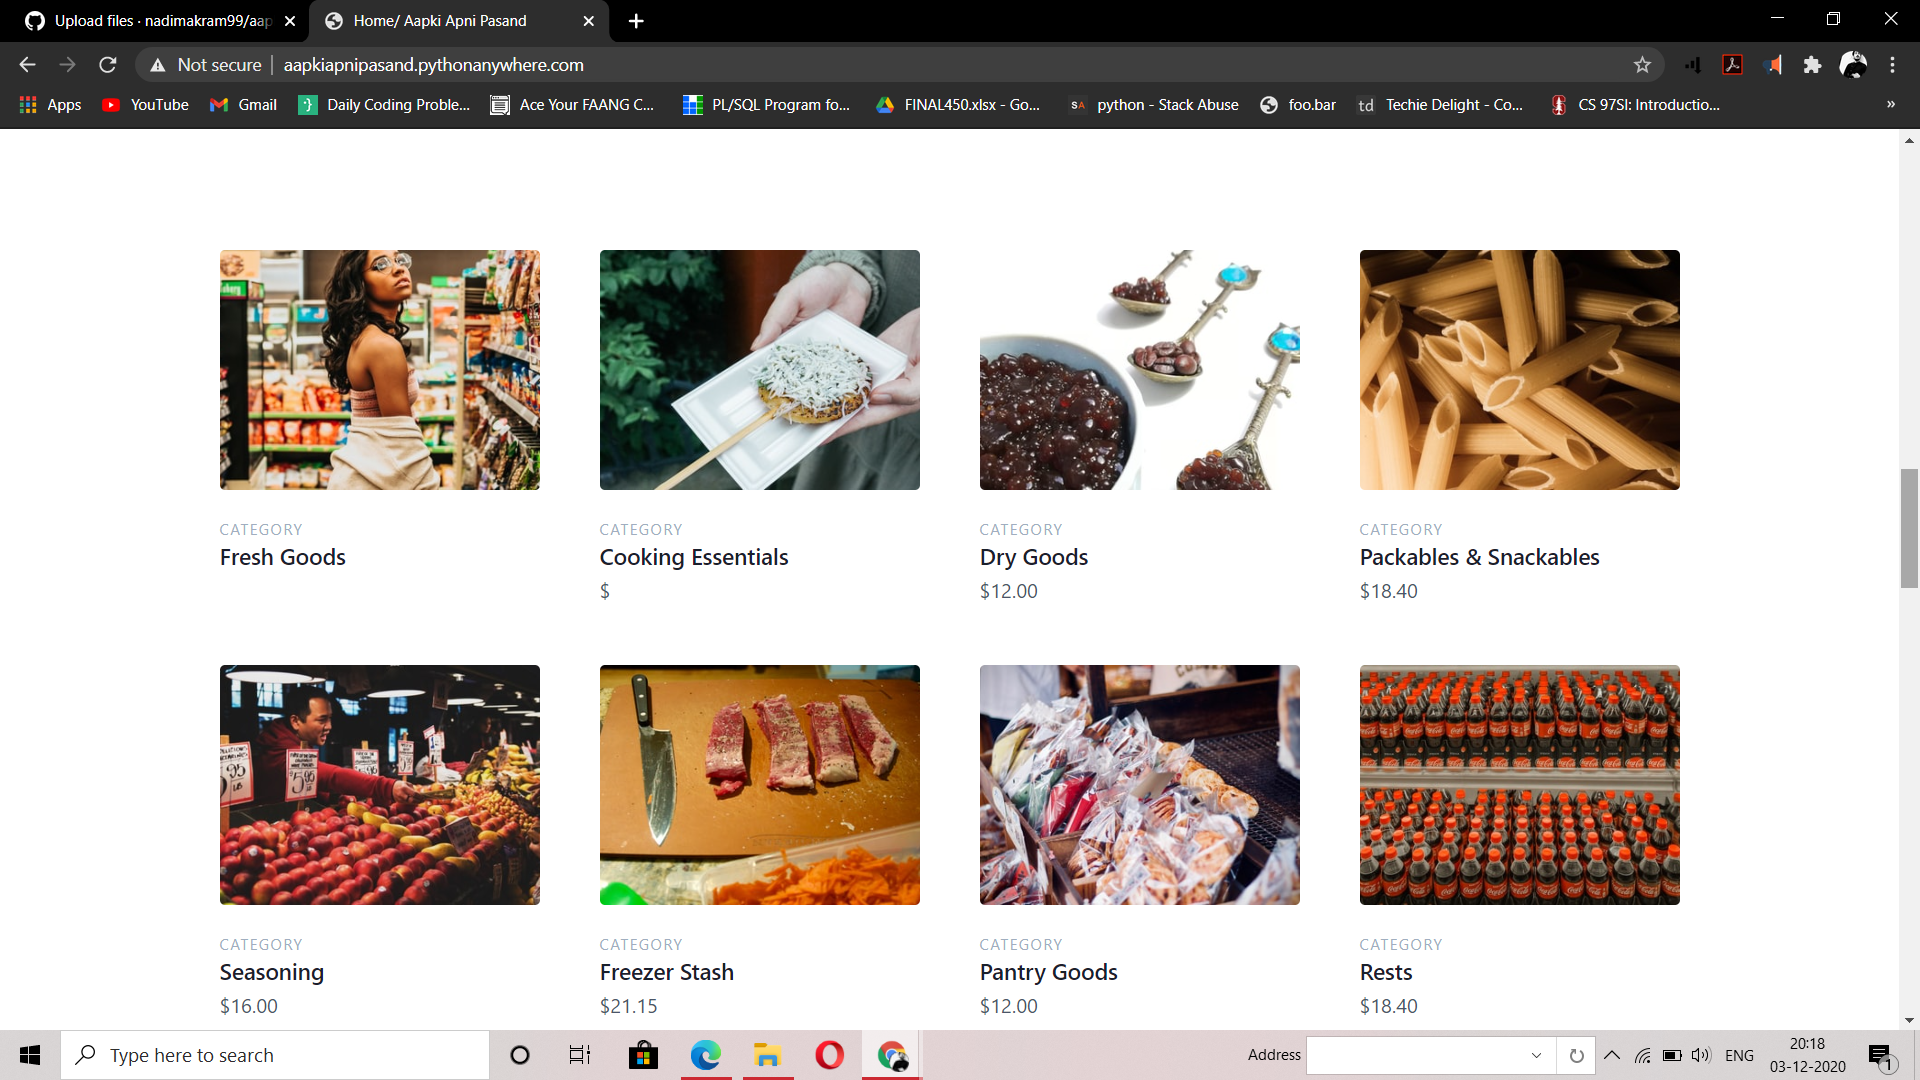 Upload files · nadimakram99/aap
Home/ Aapki Apni Pasand
Not secure
aapkiapnipasand.pythonanywhere.com
Apps
YouTube
Gmail
Daily Coding Proble...
Ace Your FAANG C...
PL/SQL Program fo...
FINAL450.xlsx - Go...
SA python - Stack Abuse
foo.bar
td Techie Delight - Co...
CS 97SI: Introductio...
»
CATEGORY
Fresh Goods
CATEGORY
Cooking Essentials
$
CATEGORY
Dry Goods
$12.00
CATEGORY
Packables & Snackables
$18.40
CATEGORY
Seasoning
$16.00
CATEGORY
Freezer Stash
$21.15
CATEGORY
Pantry Goods
$12.00
CATEGORY
Rests
$18.40
Type here to search
Address
ENG
20:18
03-12-2020
1